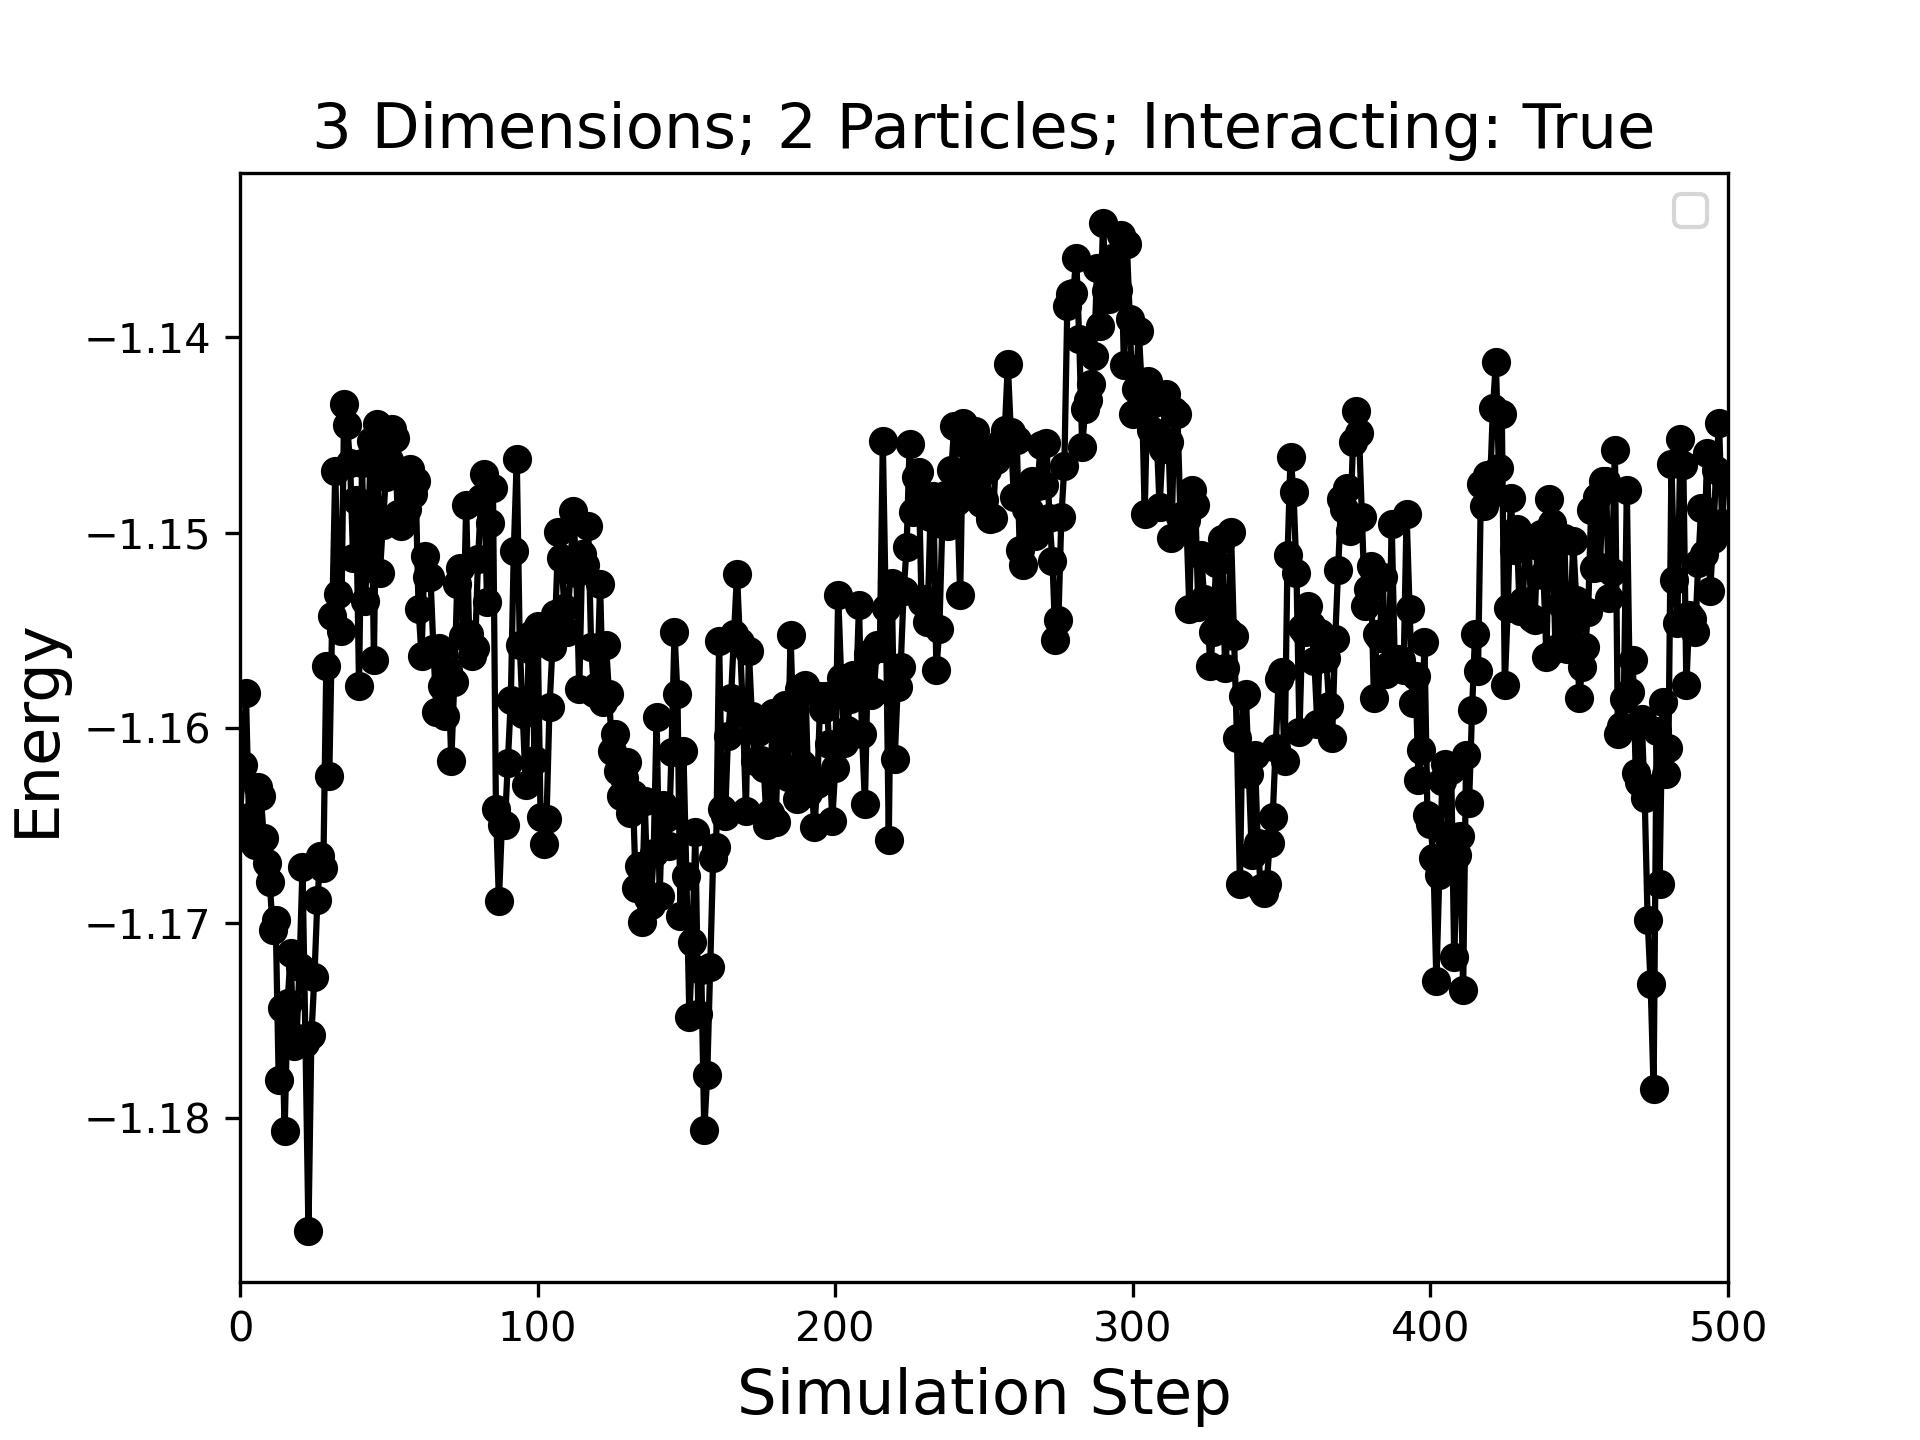 3 Dimensions; 2 Particles; Interacting: True
Energy
−1.14
−1.15
−1.16
−1.17
−1.18
0 100 200 300 400 500
Simulation Step